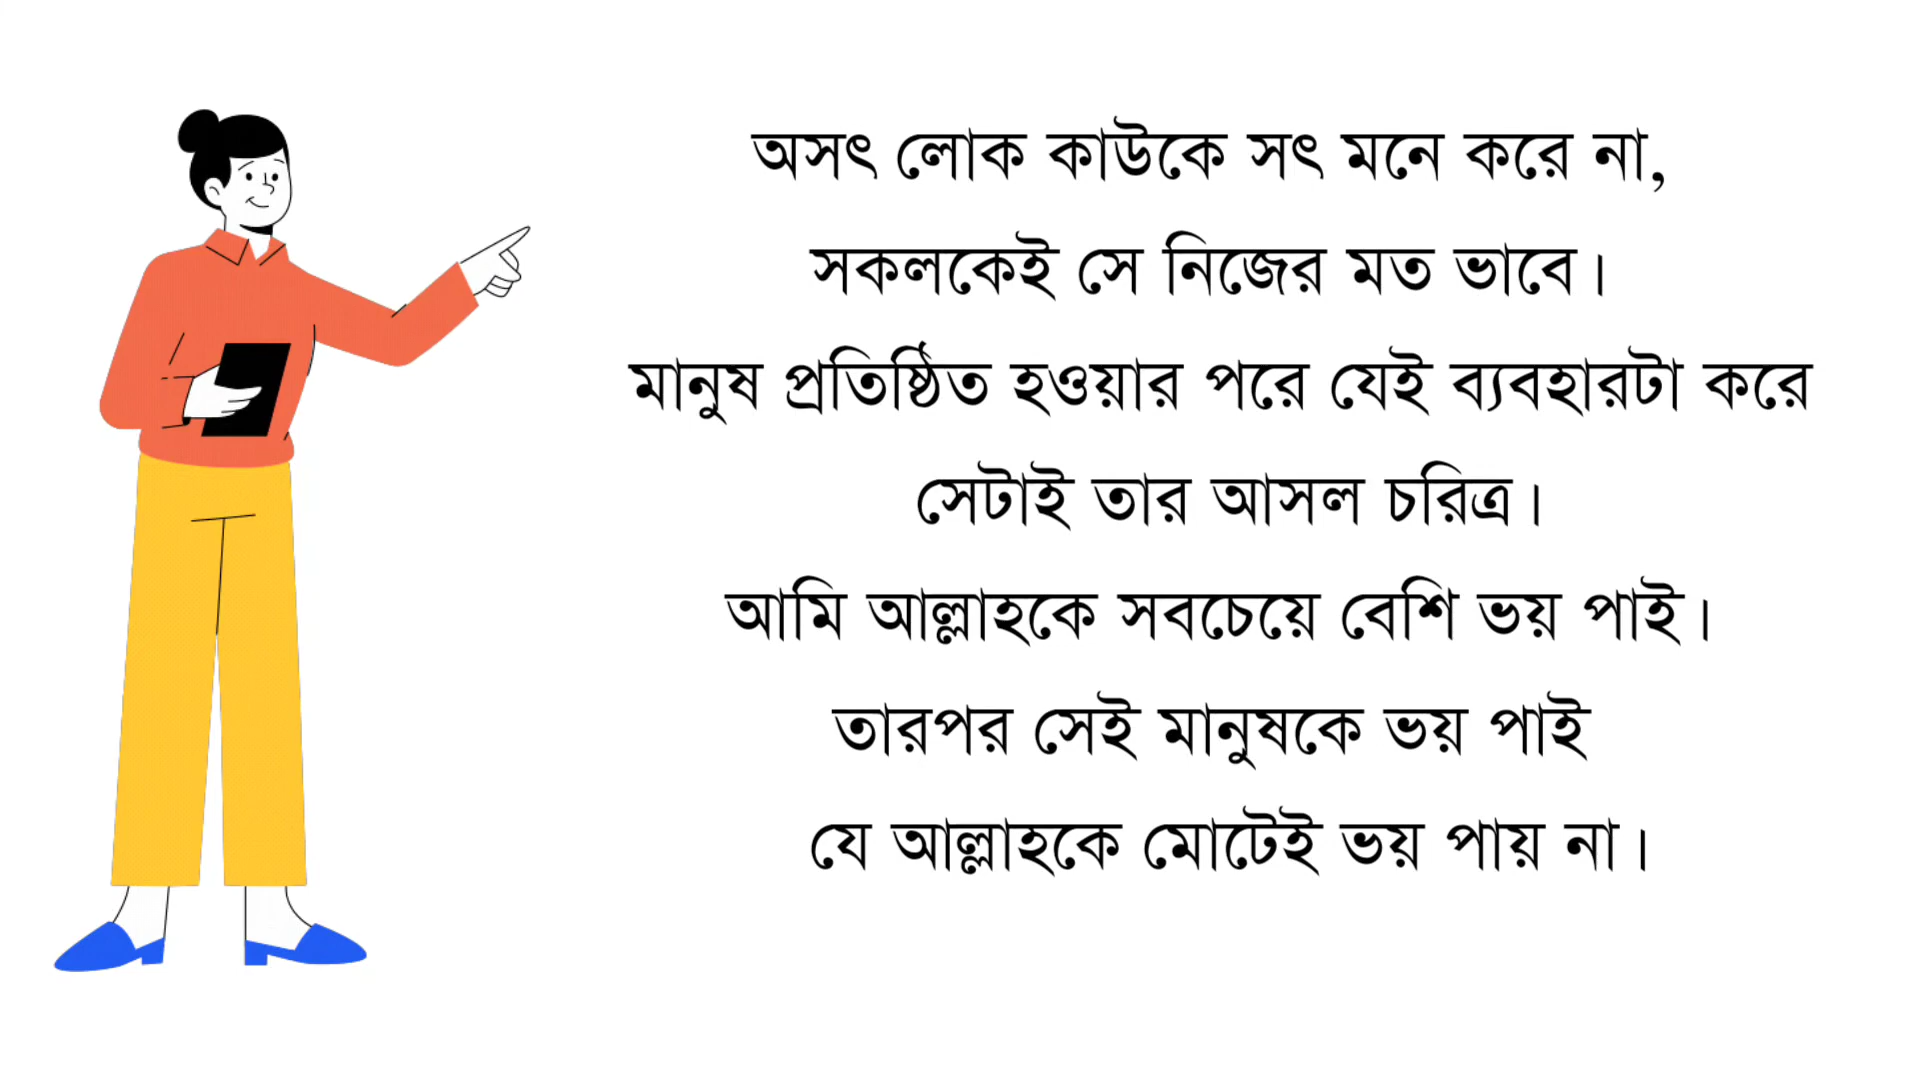 অসৎ লোক কাউকে সৎ মনে করে না,
সকলকেই সে নিজের মত ভাবে।
মানুষ প্রতিষ্ঠিত হওয়ার পরে যেই ব্যবহারটা করে
সেটাই তার আসল চরিত্র।
আমি আল্লাহকে সবচেয়ে বেশি ভয় পাই।
তারপর সেই মানুষকে ভয় পাই
যে আল্লাহকে মোটেই ভয় পায় না।